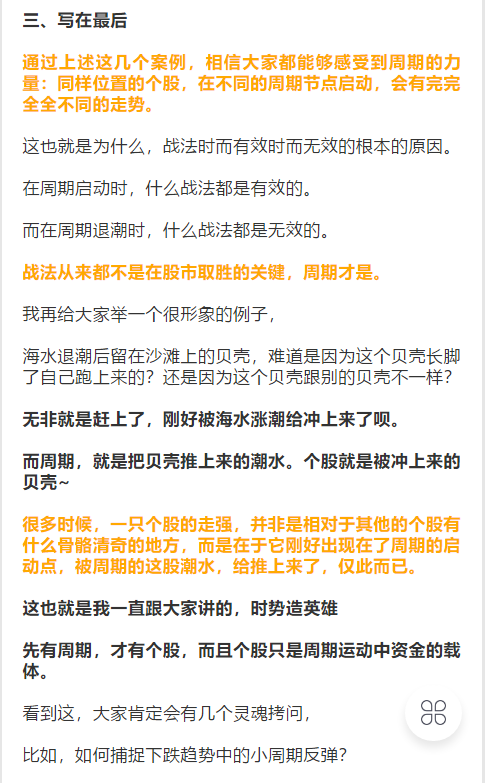 三、写在最后
通过上述这几个案例，相信大家都能够感受到周期的力
量：同样位置的个股，在不同的周期节点启动，会有完完
全全不同的走势。
这也就是为什么，战法时而有效时而无效的根本的原因。
在周期启动时，什么战法都是有效的。
而在周期退潮时，什么战法都是无效的。
战法从来都不是在股市取胜的关键，周期才是。
我再给大家举一个很形象的例子，
海水退潮后留在沙滩上的贝壳，难道是因为这个贝壳长脚
了自己跑上来的？还是因为这个贝壳跟别的贝壳不一样？
无非就是赶上了，刚好被海水涨潮给冲上来了呗。
而周期，就是把贝壳推上来的潮水。个股就是被冲上来的
贝壳~
很多时候，一只个股的走强，并非是相对于其他的个股有
什么骨骼清奇的地方，而是在于它刚好出现在了周期的启
动点，被周期的这股潮水，给推上来了，仅此而已。
这也就是我一直跟大家讲的，时势造英雄
先有周期，才有个股，而且个股只是周期运动中资金的载
体。
看到这，大家肯定会有几个灵魂拷问，
比如，如何捕捉下跌趋势中的小周期反弹？